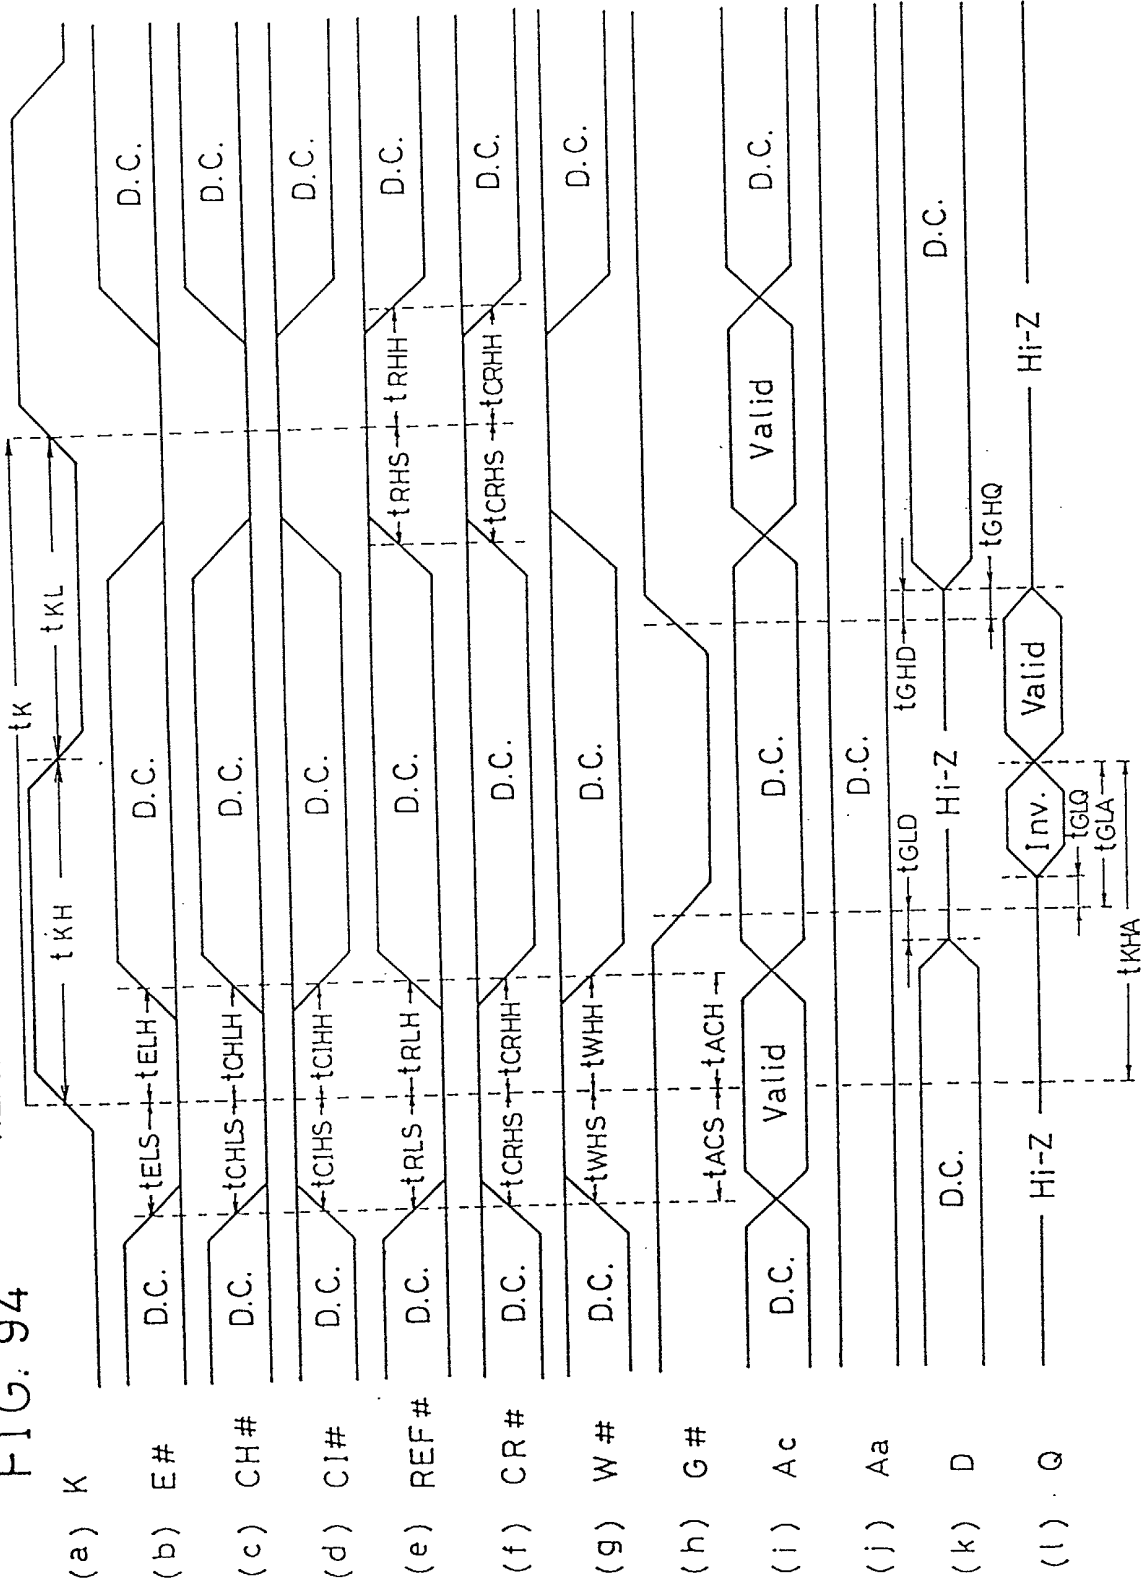 FIG. 94
(a) K
tK
tKH
tKL
(b) E#
D.C.
tELS
tELH
D.C.
D.C.
(c) CH#
D.C.
tCHLS
tCHLH
D.C.
D.C.
(d) CI#
D.C.
tCIHS
tCIHH
D.C.
D.C.
(e) REF#
D.C.
tRLS
tRLH
D.C.
tRHS
tRHH
D.C.
(f) CR#
D.C.
tCRHS
tCRHH
D.C.
tCRHS
tCRHH
D.C.
(g) W#
D.C.
tWHS
tWHH
D.C.
D.C.
(h) G#
tACS
tACH
(i) Ac
D.C.
Valid
D.C.
Valid
D.C.
(j) Aa
D.C.
(k) D
D.C.
tGLD
Hi-Z
tGHD
D.C.
(l) Q
Hi-Z
Inv.
Valid
tGHQ
Hi-Z
tGLQ
tGLA
tKHA